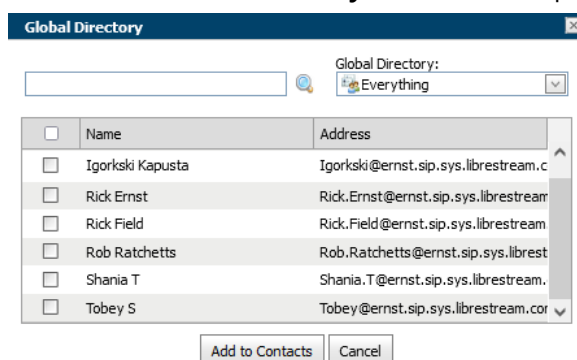 Global Directory
Global Directory:
Everything
Name Address
Igorkski Kapusta Igorkski@ernst.sip.sys.librestream.c
Rick Ernst Rick.Ernst@ernst.sip.sys.librestream
Rick Field Rick.Field@ernst.sip.sys.librestream.
Rob Ratchetts Rob.Ratchetts@ernst.sip.sys.librest
Shania T Shania.T@ernst.sip.sys.librestream.
Tobey S Tobey@ernst.sip.sys.librestream.cor
Add to Contacts Cancel